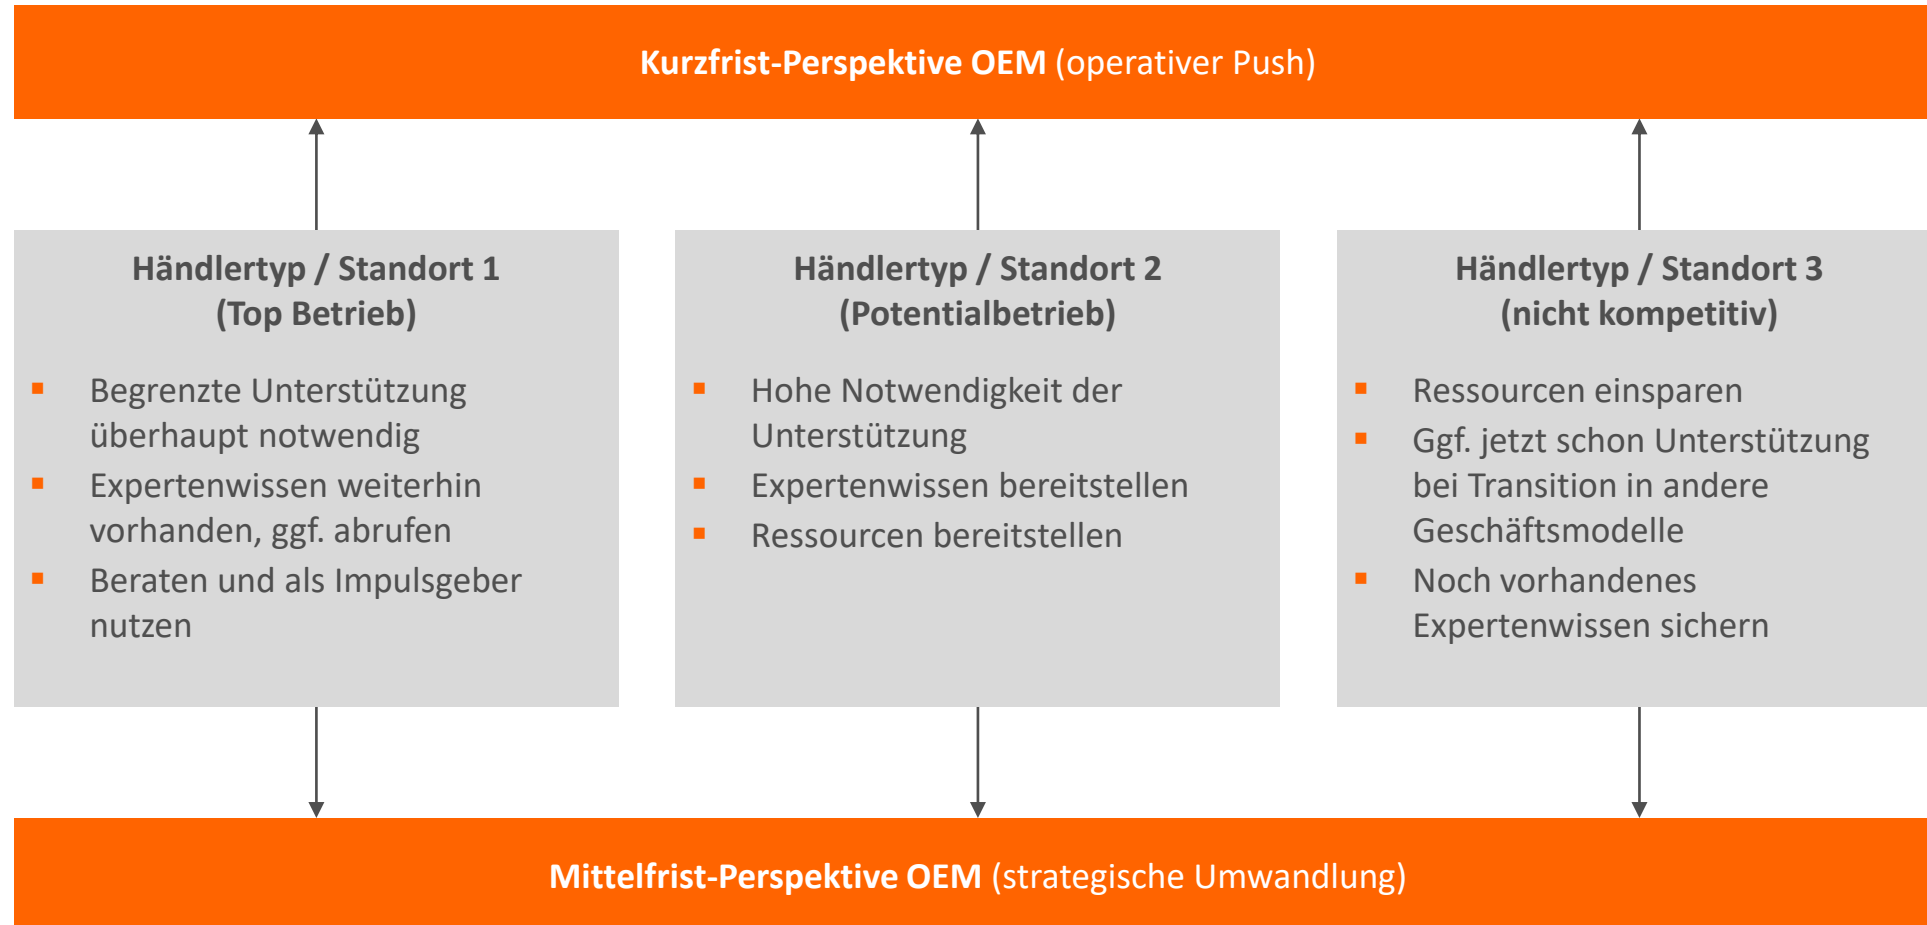 Kurzfrist-Perspektive OEM (operativer Push)
Händlertyp / Standort 1
(Top Betrieb)
▪ Begrenzte Unterstützung
überhaupt notwendig
▪ Expertenwissen weiterhin
vorhanden, ggf. abrufen
▪ Beraten und als Impulsgeber
nutzen
Händlertyp / Standort 2
(Potentialbetrieb)
▪ Hohe Notwendigkeit der
Unterstützung
▪ Expertenwissen bereitstellen
▪ Ressourcen bereitstellen
Händlertyp / Standort 3
(nicht kompetitiv)
▪ Ressourcen einsparen
▪ Ggf. jetzt schon Unterstützung
bei Transition in andere
Geschäftsmodelle
▪ Noch vorhandenes
Expertenwissen sichern
Mittelfrist-Perspektive OEM (strategische Umwandlung)